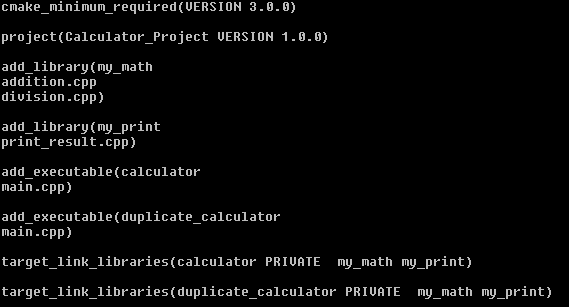 cmake_minimum_required(VERSION 3.0.0)
project(Calculator_Project VERSION 1.0.0)
add_library(my_math
addition.cpp
division.cpp)
add_library(my_print
print_result.cpp)
add_executable(calculator
main.cpp)
add_executable(duplicate_calculator
main.cpp)
target_link_libraries(calculator PRIVATE  my_math my_print)
target_link_libraries(duplicate_calculator PRIVATE  my_math my_print)